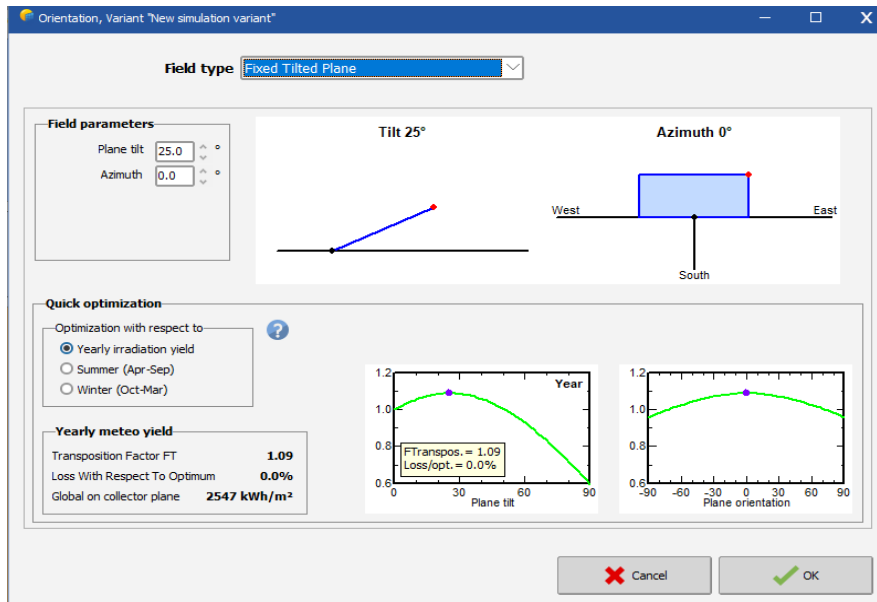 Orientation, Variant "New simulation variant"
Field type Fixed Tilted Plane
Field parameters
Plane tilt 25.0 °
Azimuth 0.0 °
Tilt 25°
Azimuth 0°
West
East
South
Quick optimization
Optimization with respect to
Yearly irradiation yield
Summer (Apr-Sep)
Winter (Oct-Mar)
?
Yearly meteo yield
Transposition Factor FT 1.09
Loss With Respect To Optimum 0.0%
Global on collector plane 2547 kWh/m²
1.2
1.0
0.8
0.6
Year
FTranspos.= 1.09
Loss/opt.= 0.0%
0 30 60 90
Plane tilt
1.2
1.0
0.8
0.6
-90 -60 -30 0 30 60 90
Plane orientation
Cancel
OK